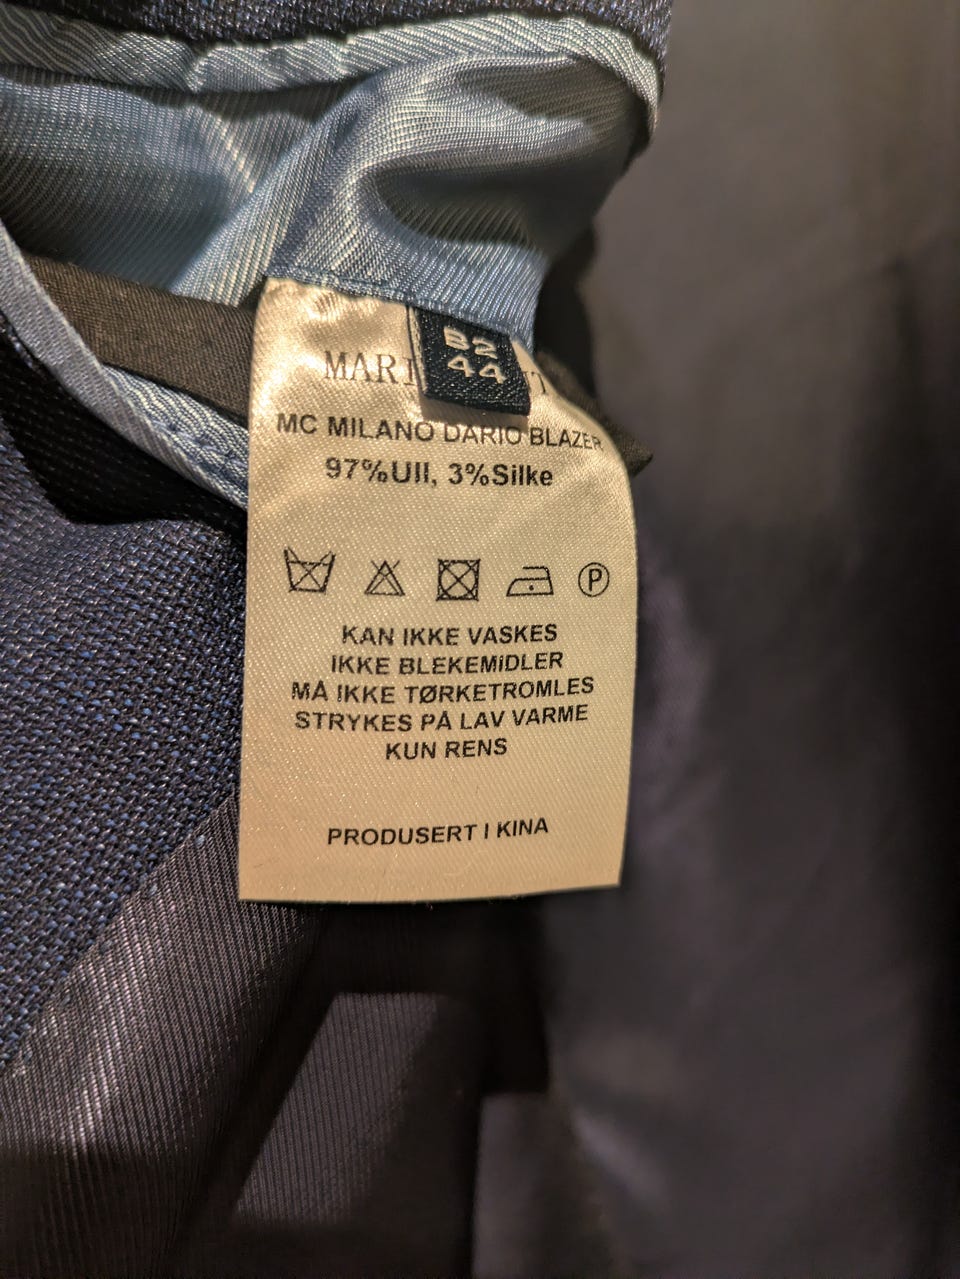 B2
44
MC MILANO DARIO BLAZER
97%Ull, 3%Silke
P
KAN IKKE VASKES
IKKE BLEKEMIDLER
MÅ IKKE TØRKETROMLES
STRYKES PÅ LAV VARME
KUN RENS
PRODUSERT I KINA